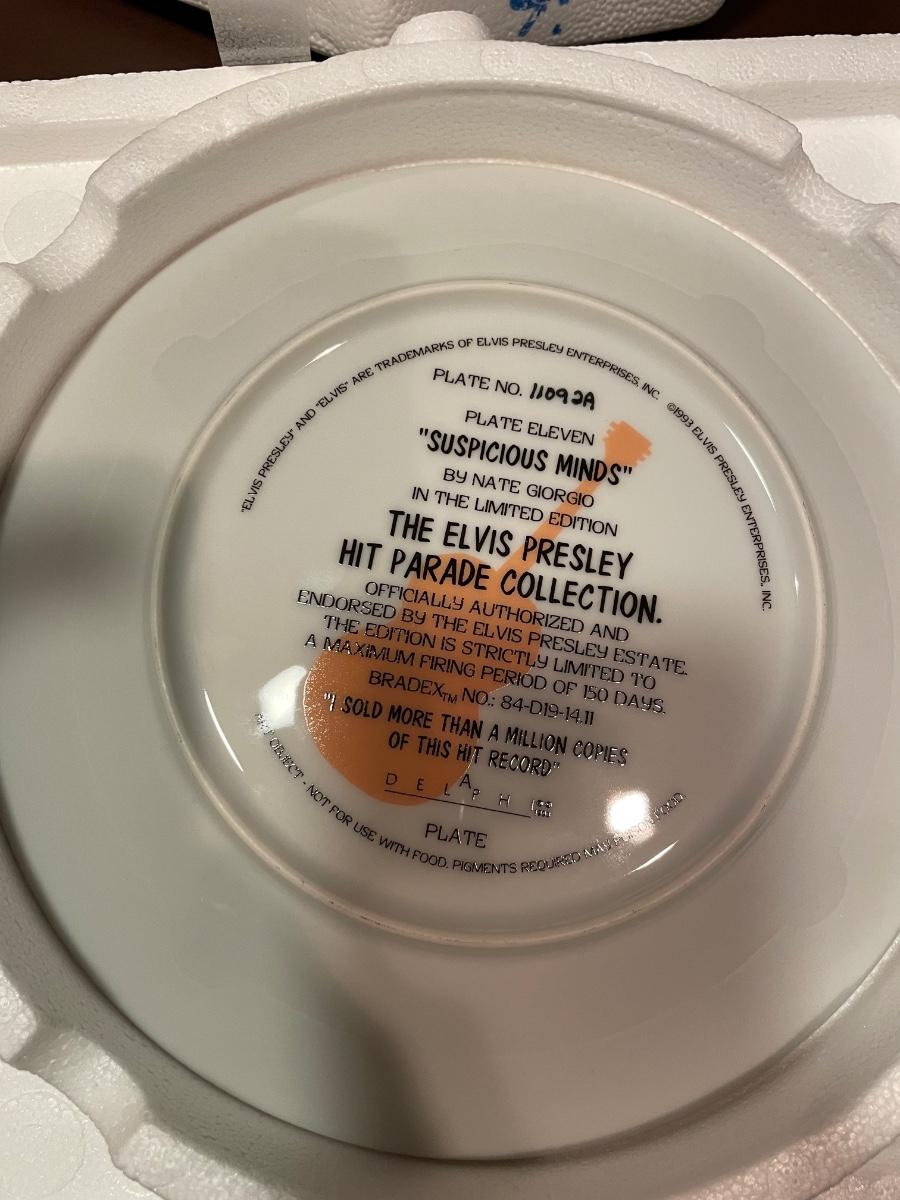 "ELVIS PRESLEY" AND "ELVIS" ARE TRADEMARKS OF ELVIS PRESLEY ENTERPRISES, INC. ©1993 ELVIS PRESLEY ENTERPRISES, INC.
PLATE NO. 11092A
PLATE ELEVEN
"SUSPICIOUS MINDS"
BY NATE GIORGIO
IN THE LIMITED EDITION
THE ELVIS PRESLEY
HIT PARADE COLLECTION.
OFFICIALLY AUTHORIZED AND
ENDORSED BY THE ELVIS PRESLEY ESTATE.
THE EDITION IS STRICTLY LIMITED TO
A MAXIMUM FIRING PERIOD OF 150 DAYS.
BRADEX™ NO.: 84-D19-14.11
"I SOLD MORE THAN A MILLION COPIES
OF THIS HIT RECORD"
A
DELPHI
PLATE
ART OBJECT - NOT FOR USE WITH FOOD. PIGMENTS REQUIRED MAY FOOD